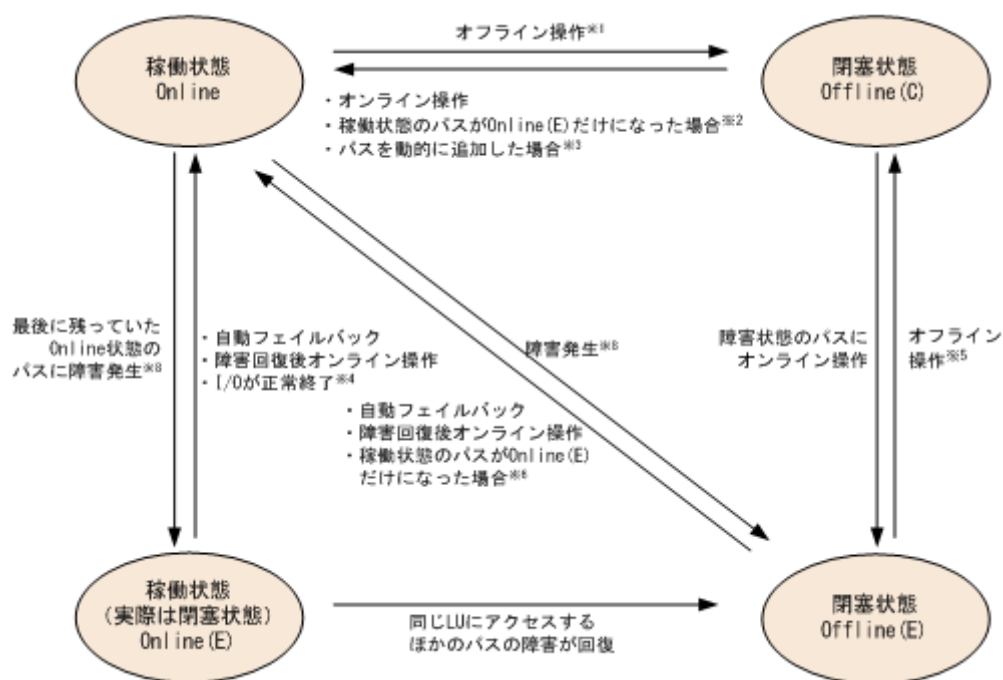 稼働状態
Online
オフライン操作※1
閉塞状態
Offline(C)
・オンライン操作
・稼働状態のパスがOnline(E)だけになった場合※2
・パスを動的に追加した場合※3
最後に残っていた
Online状態の
パスに障害発生※8
・自動フェイルバック
・障害回復後オンライン操作
・I/Oが正常終了※4
障害発生※8
・自動フェイルバック
・障害回復後オンライン操作
・稼働状態のパスがOnline(E)
だけになった場合※6
障害状態のパスに
オンライン操作
オフライン
操作※5
稼働状態
(実際は閉塞状態)
Online(E)
同じLUにアクセスする
ほかのパスの障害が回復
閉塞状態
Offline(E)